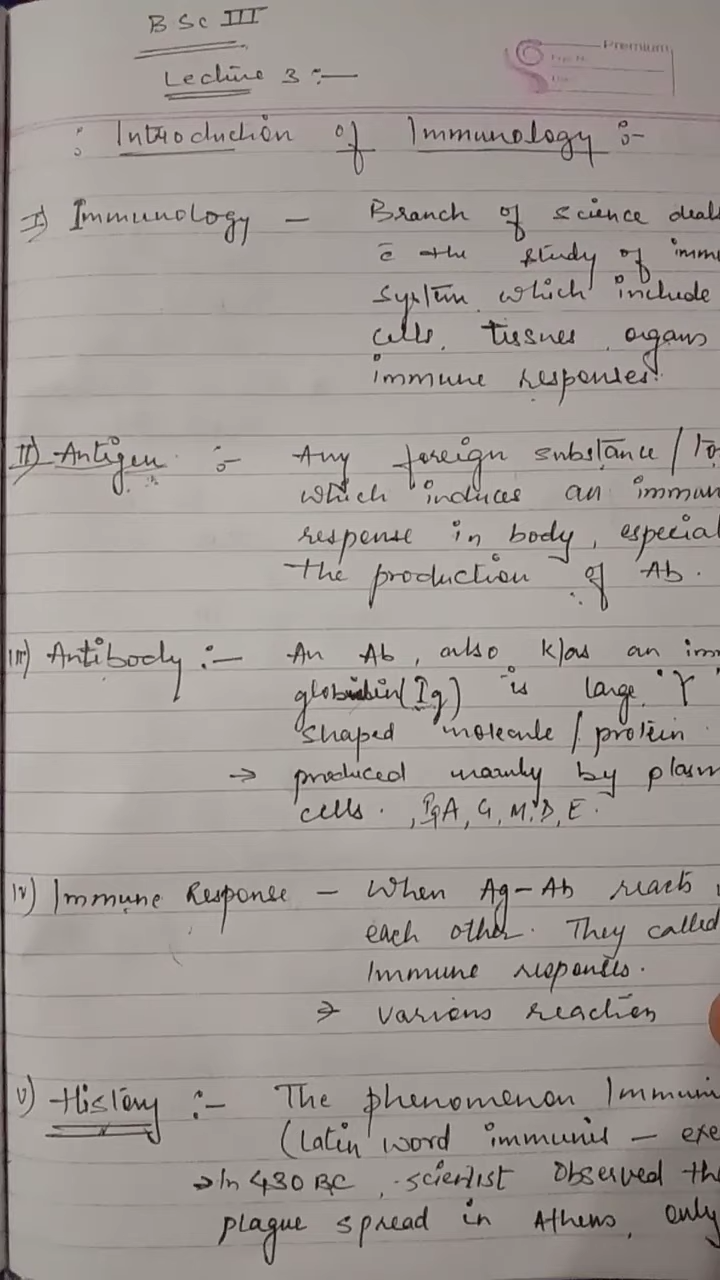 B Sc III
Premium
Lecture 3 :—
: Introduction of Immunology :-
I) Immunology — Branch of science deals
c̄ the study of imm
system which include
cells, tissues, organs
immune responses.
II) Antigen :- Any foreign substance / To
which induces an immun
response in body, especial
the production of Ab.
III) Antibody :— An Ab, also k/as an imm
globulin (Ig) is large "Y"
shaped molecule / protein
→ produced mainly by plasm
cells. , IgA, G, M, D, E.
IV) Immune Response — When Ag-Ab reacts
each other. They called
Immune responses.
→ various reaction
V) History :— The phenomenon Immuni
(Latin word immunis — exe
→ In 430 BC, scientist observed th
plague spread in Athens, only